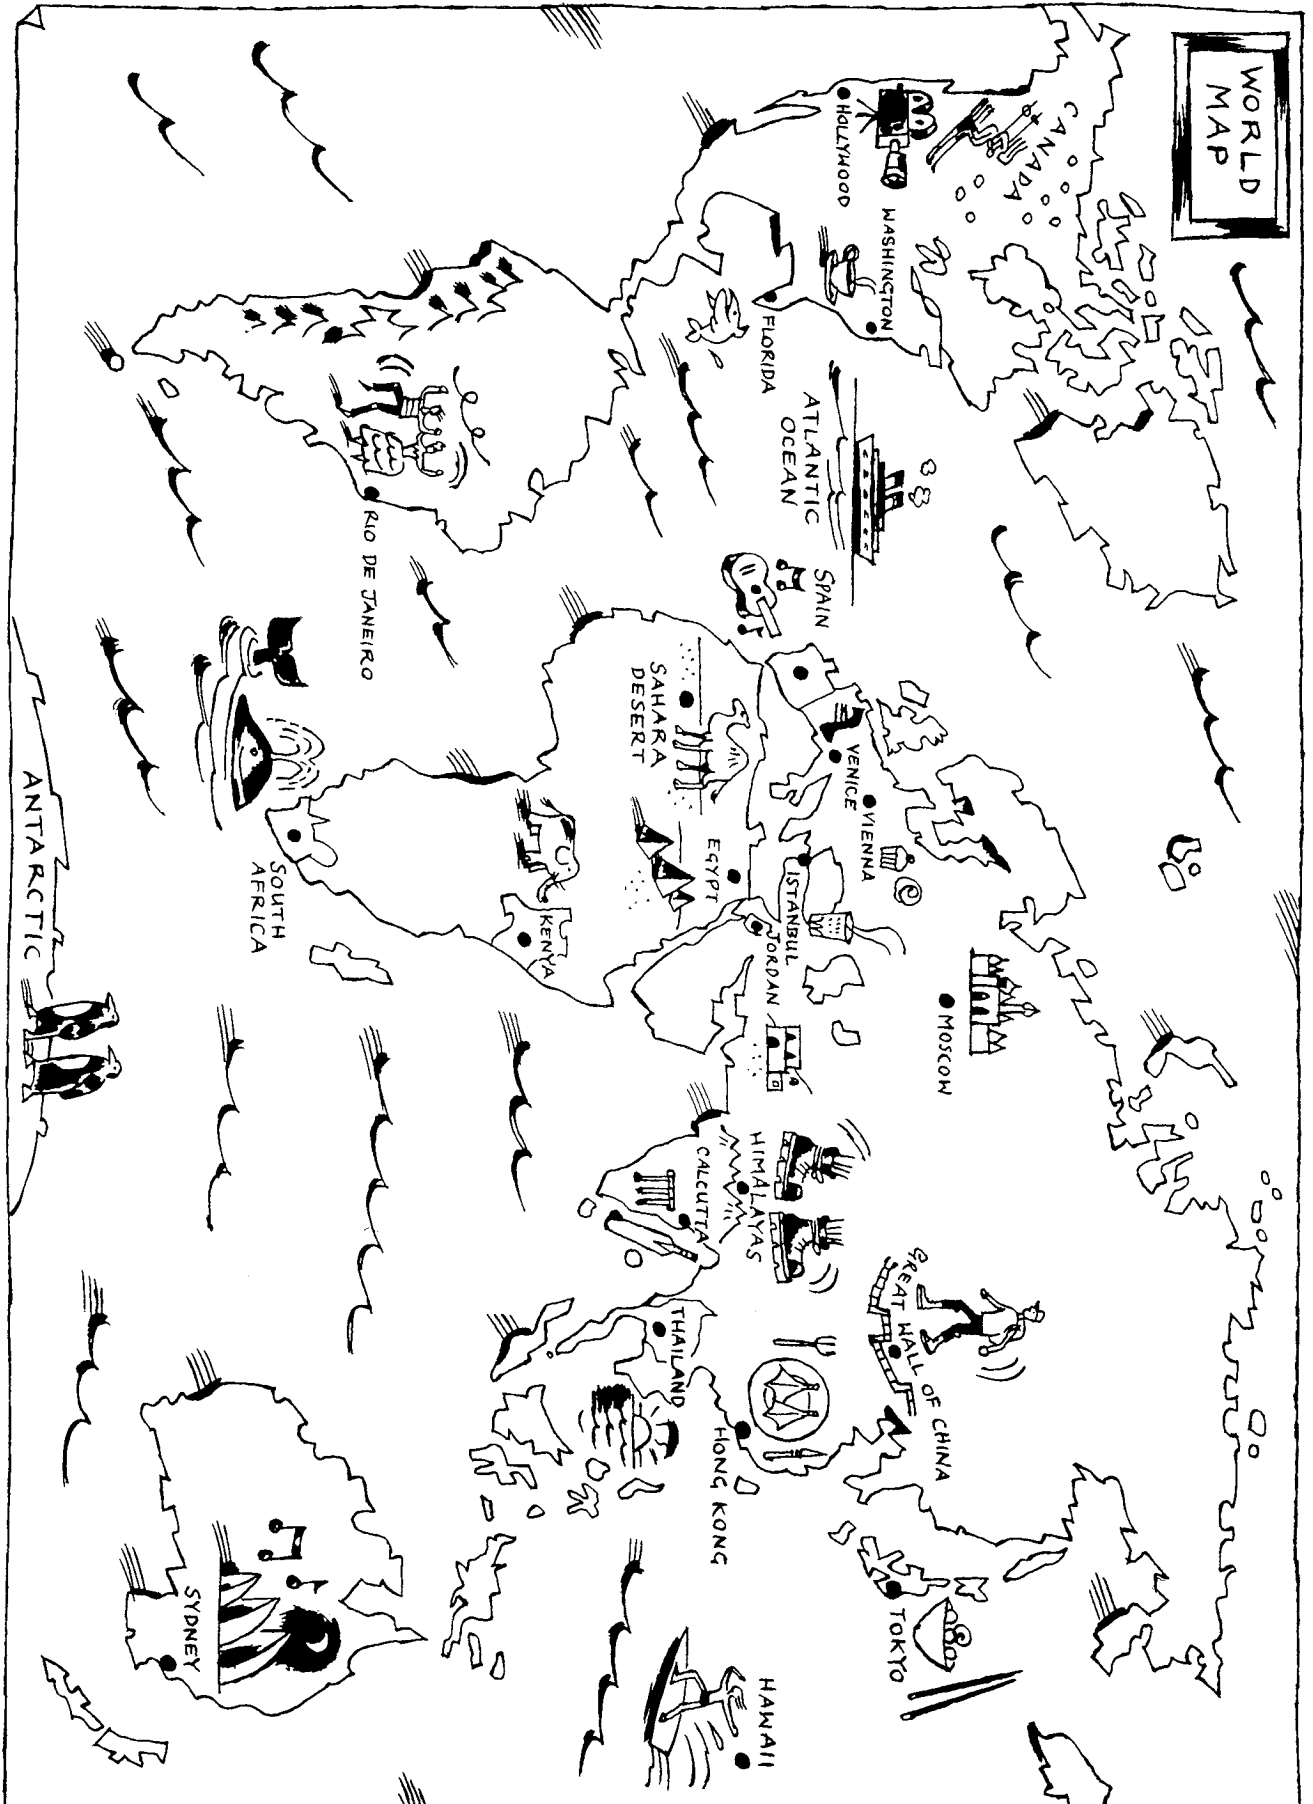 WORLD
MAP
CANADA
HOLLYWOOD
WASHINGTON
FLORIDA
ATLANTIC
OCEAN
RIO DE JANEIRO
SPAIN
SAHARA
DESERT
VENICE
VIENNA
ISTANBUL
EGYPT
JORDAN
KENYA
SOUTH
AFRICA
ANTARCTIC
MOSCOW
HIMALAYAS
CALCUTTA
GREAT WALL OF CHINA
THAILAND
HONG KONG
TOKYO
SYDNEY
HAWAII